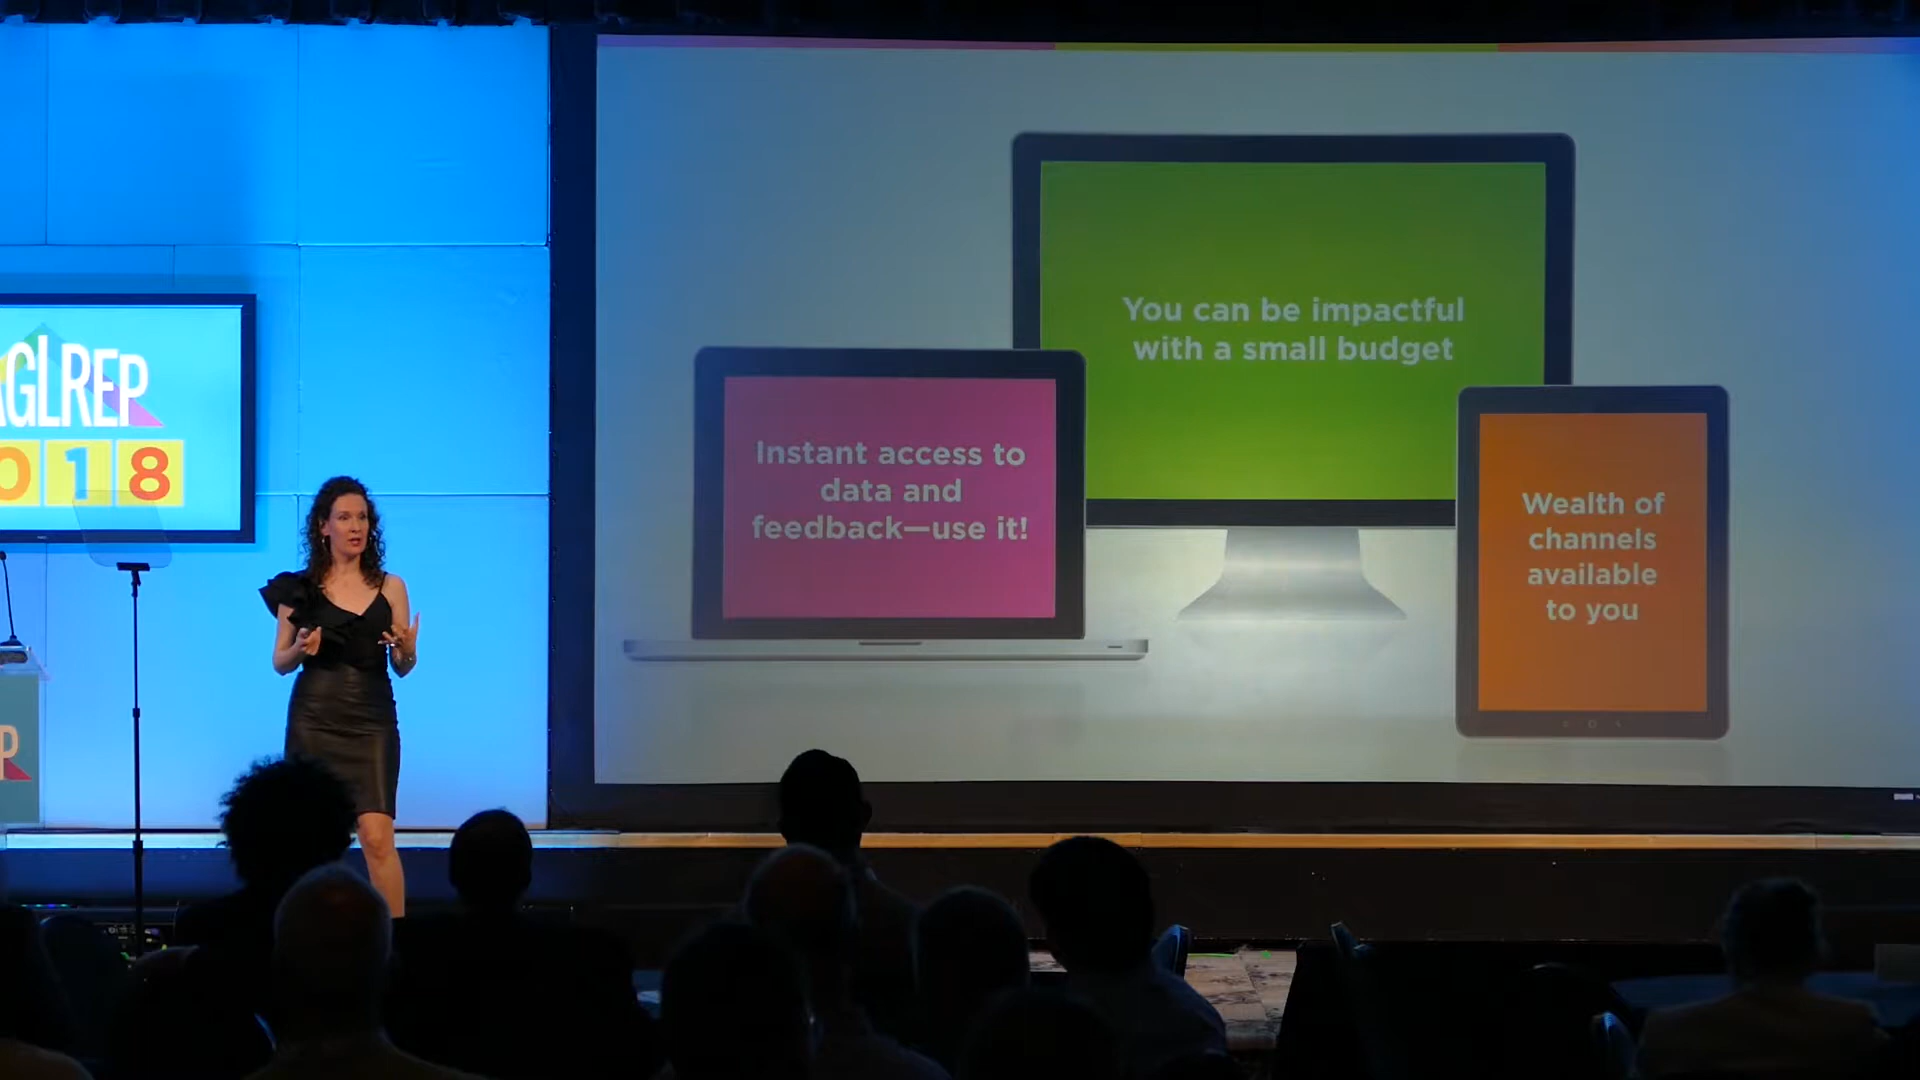 AGLREP
018
P
You can be impactful
with a small budget
Instant access to
data and
feedback—use it!
Wealth of
channels
available
to you